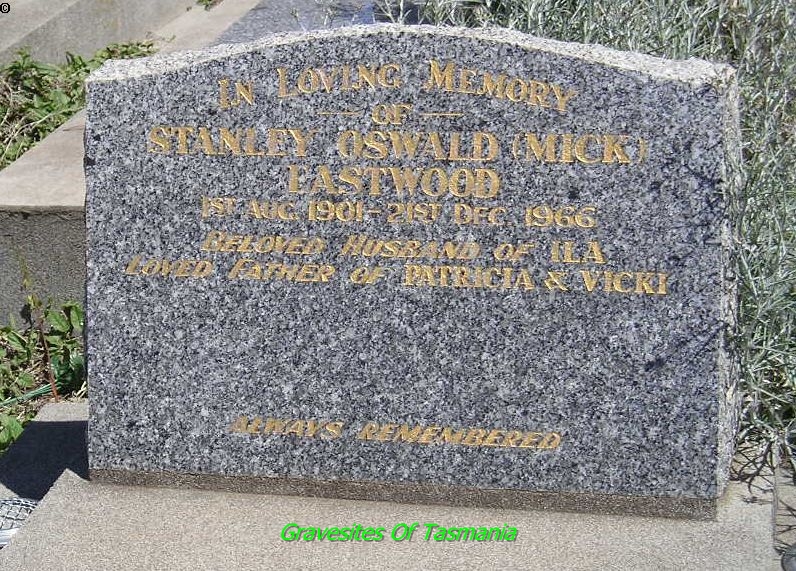 ©
In Loving Memory
— OF —
STANLEY OSWALD (MICK)
EASTWOOD
1ST AUG. 1901 - 21ST DEC. 1966
Beloved Husband of ILA
Loved Father of PATRICIA & VICKI
ALWAYS REMEMBERED
Gravesites Of Tasmania